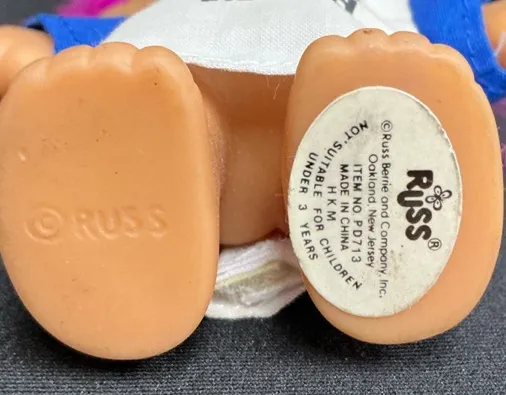 © RUSS
RUSS®
© Russ Berrie and Company, Inc.
Oakland, New Jersey
ITEM NO. PD713
MADE IN CHINA
H K M
NOT SUITABLE FOR CHILDREN
UNDER 3 YEARS